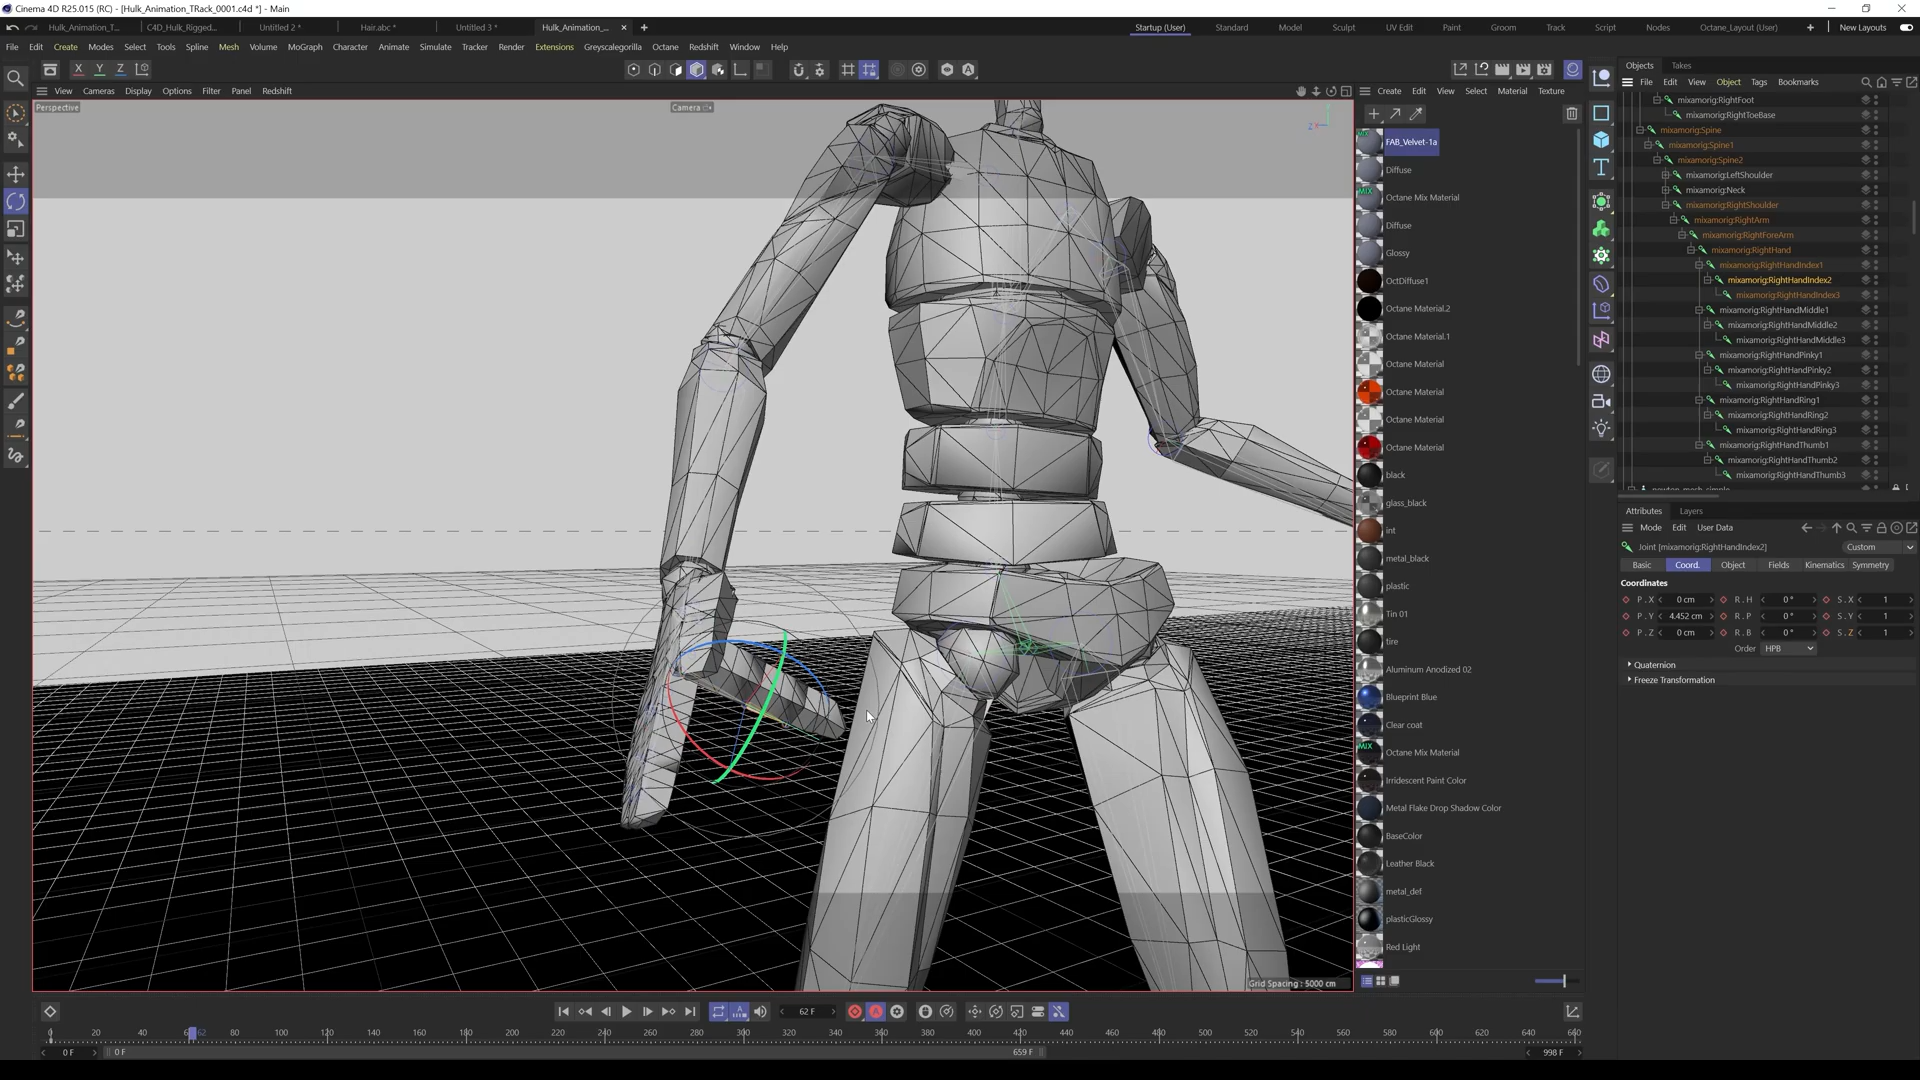 Cinema 4D R25.015 (RC) - [Hulk_Animation_TRack_0001.c4d *] - Main
Hulk_Animation_T... C4D_Hulk_Rigged... Untitled 2 * Hair.abc * Untitled 3 * Hulk_Animation_... Startup (User) Standard Model Sculpt UV Edit Paint Groom Track Script Nodes Octane_Layout (User) New Layouts
File Edit Create Modes Select Tools Spline Mesh Volume MoGraph Character Animate Simulate Tracker Render Extensions Greyscalegorilla Octane Redshift Window Help
X Y Z
View Cameras Display Options Filter Panel Redshift
Perspective
Camera
Grid Spacing : 5000 cm
Create Edit View Select Material Texture
FAB_Velvet-1a
Diffuse
Octane Mix Material
Diffuse
Glossy
OctDiffuse1
Octane Material.2
Octane Material.1
Octane Material
Octane Material
Octane Material
Octane Material
black
glass_black
int
metal_black
plastic
Tin 01
tire
Aluminum Anodized 02
Blueprint Blue
Clear coat
Octane Mix Material
Irridescent Paint Color
Metal Flake Drop Shadow Color
BaseColor
Leather Black
metal_def
plasticGlossy
Red Light
Objects Takes
File Edit View Object Tags Bookmarks
mixamorig:RightFoot
mixamorig:RightToeBase
mixamorig:Spine
mixamorig:Spine1
mixamorig:Spine2
mixamorig:LeftShoulder
mixamorig:Neck
mixamorig:RightShoulder
mixamorig:RightArm
mixamorig:RightForeArm
mixamorig:RightHand
mixamorig:RightHandIndex1
mixamorig:RightHandIndex2
mixamorig:RightHandIndex3
mixamorig:RightHandMiddle1
mixamorig:RightHandMiddle2
mixamorig:RightHandMiddle3
mixamorig:RightHandPinky1
mixamorig:RightHandPinky2
mixamorig:RightHandPinky3
mixamorig:RightHandRing1
mixamorig:RightHandRing2
mixamorig:RightHandRing3
mixamorig:RightHandThumb1
mixamorig:RightHandThumb2
mixamorig:RightHandThumb3
Attributes Layers
Mode Edit User Data
Joint [mixamorig:RightHandIndex2] Custom
Basic Coord. Object Fields Kinematics Symmetry
Coordinates
P . X 0 cm R . H 0 ° S . X 1
P . Y 4.452 cm R . P 0 ° S . Y 1
P . Z 0 cm R . B 0 ° S . Z 1
Order HPB
Quaternion
Freeze Transformation
62 F
0 20 40 62 80 100 120 140 160 180 200 220 240 260 280 300 320 340 360 380 400 420 440 460 480 500 520 540 560 580 600 620 640 660
0 F 0 F 659 F 998 F